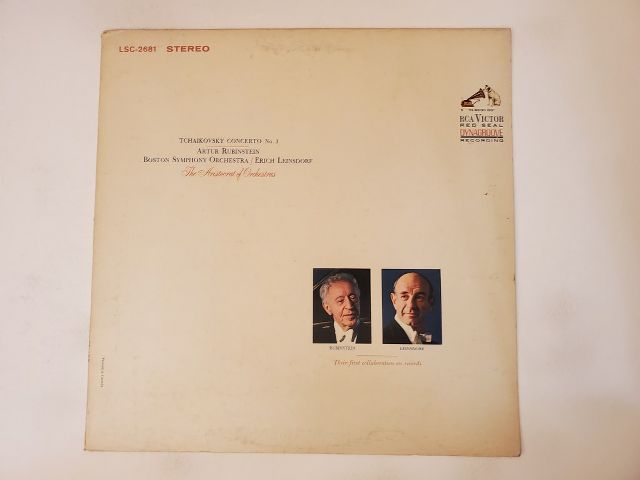 LSC-2681 STEREO
"HIS MASTER'S VOICE"
RCA VICTOR
RED SEAL
DYNAGROOVE
RECORDING
TCHAIKOVSKY CONCERTO No. 1
ARTUR RUBINSTEIN
BOSTON SYMPHONY ORCHESTRA / ERICH LEINSDORF
The Aristocrat of Orchestras
RUBINSTEIN LEINSDORF
Their first collaboration on records